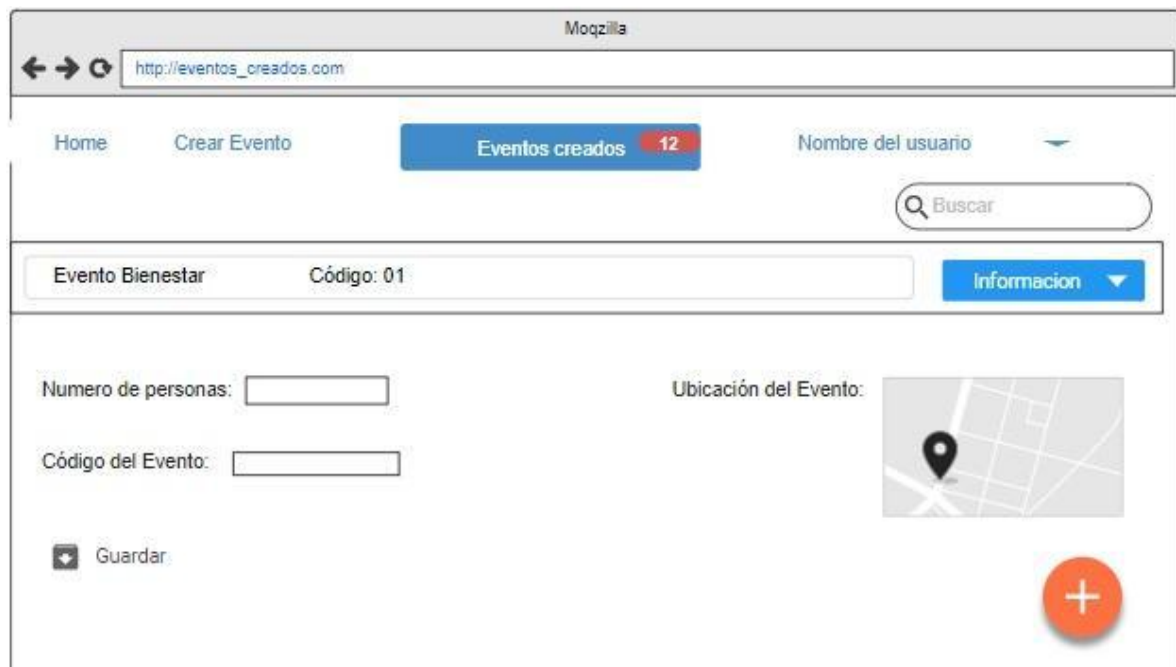 Moqzilla
http://eventos_creados.com
Home Crear Evento Eventos creados 12 Nombre del usuario
Buscar
Evento Bienestar Código: 01 Informacion
Numero de personas: Ubicación del Evento:
Código del Evento:
Guardar